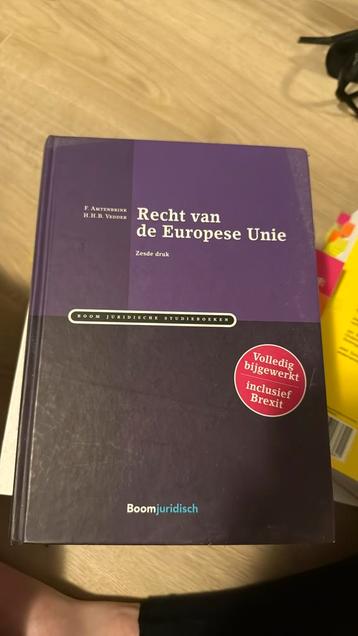 F. Amtenbrink
H.H.B. Vedder
Recht van
de Europese Unie
Zesde druk
BOOM JURIDISCHE STUDIEBOEKEN
Volledig
bijgewerkt
inclusief
Brexit
Boomjuridisch